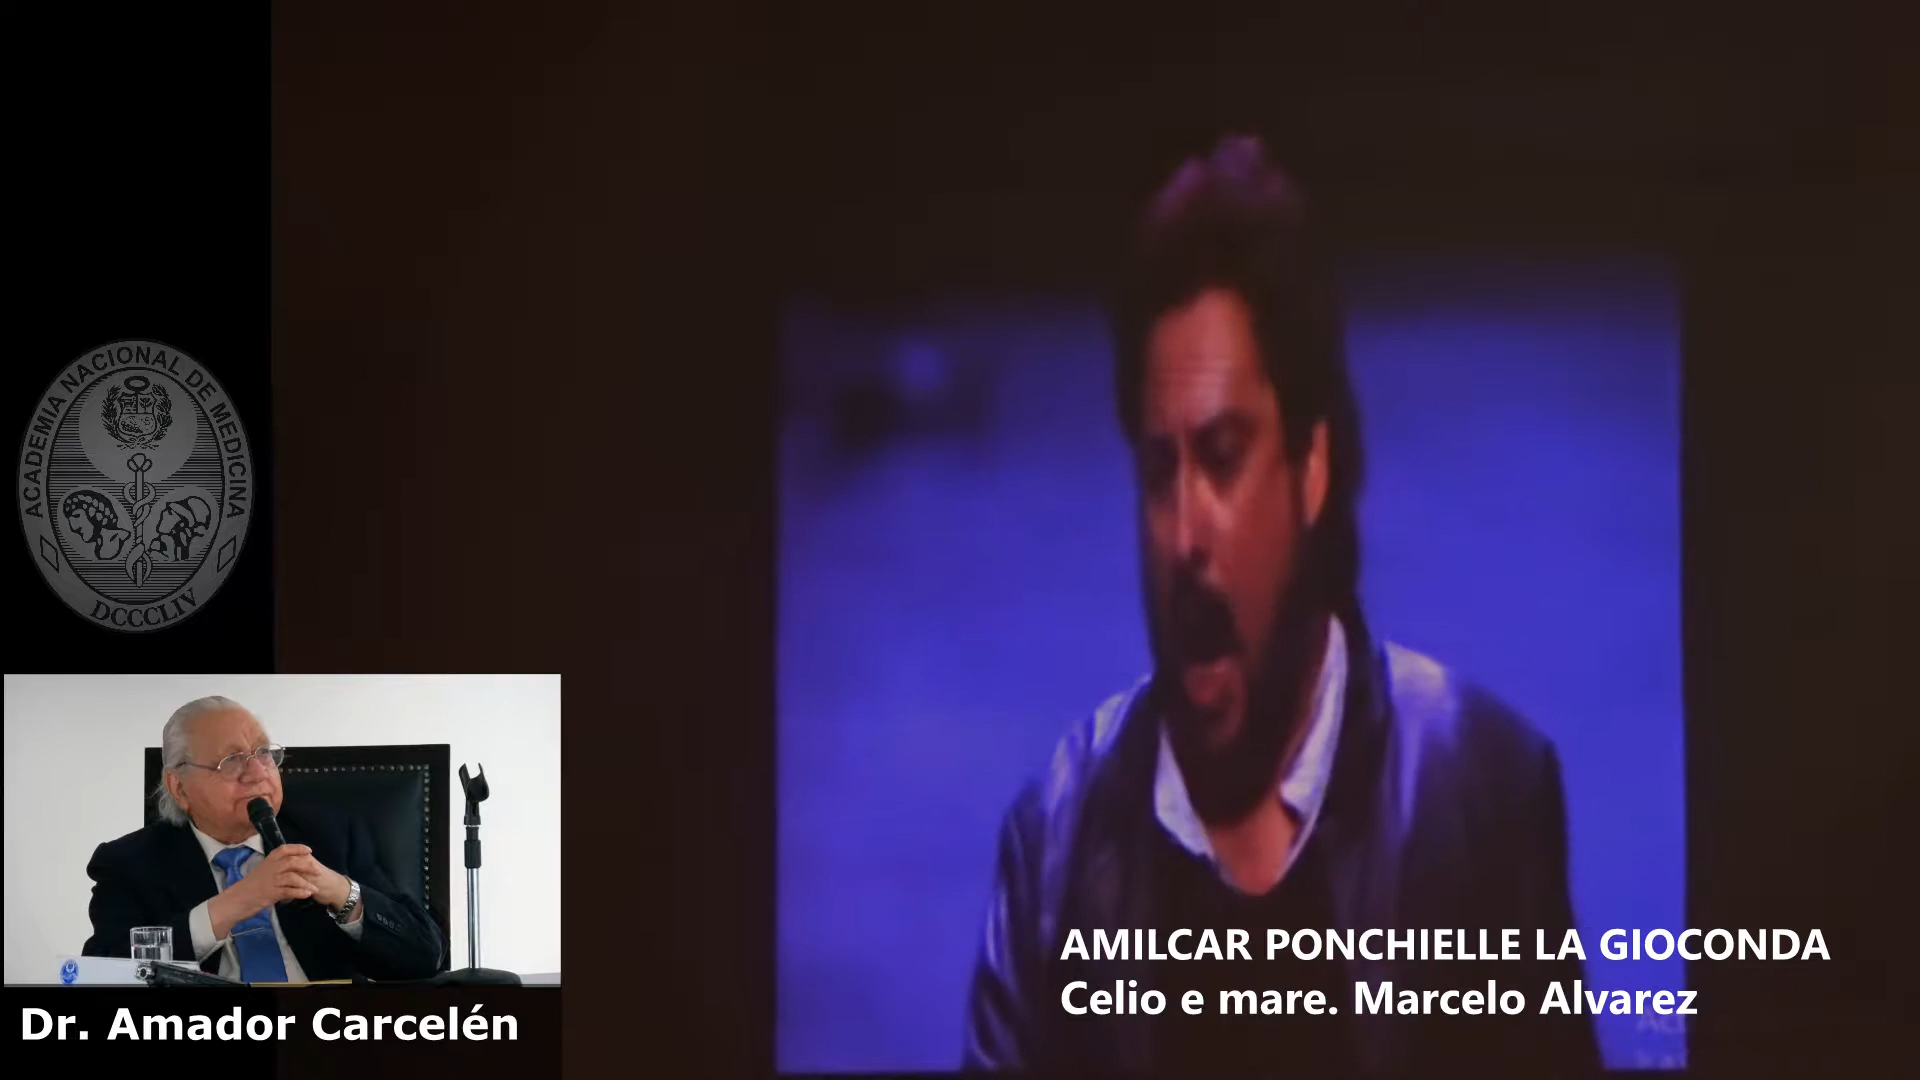 ACADEMIA NACIONAL DE MEDICINA
DCCCLIV
Dr. Amador Carcelén
AMILCAR PONCHIELLE LA GIOCONDA
Celio e mare. Marcelo Alvarez